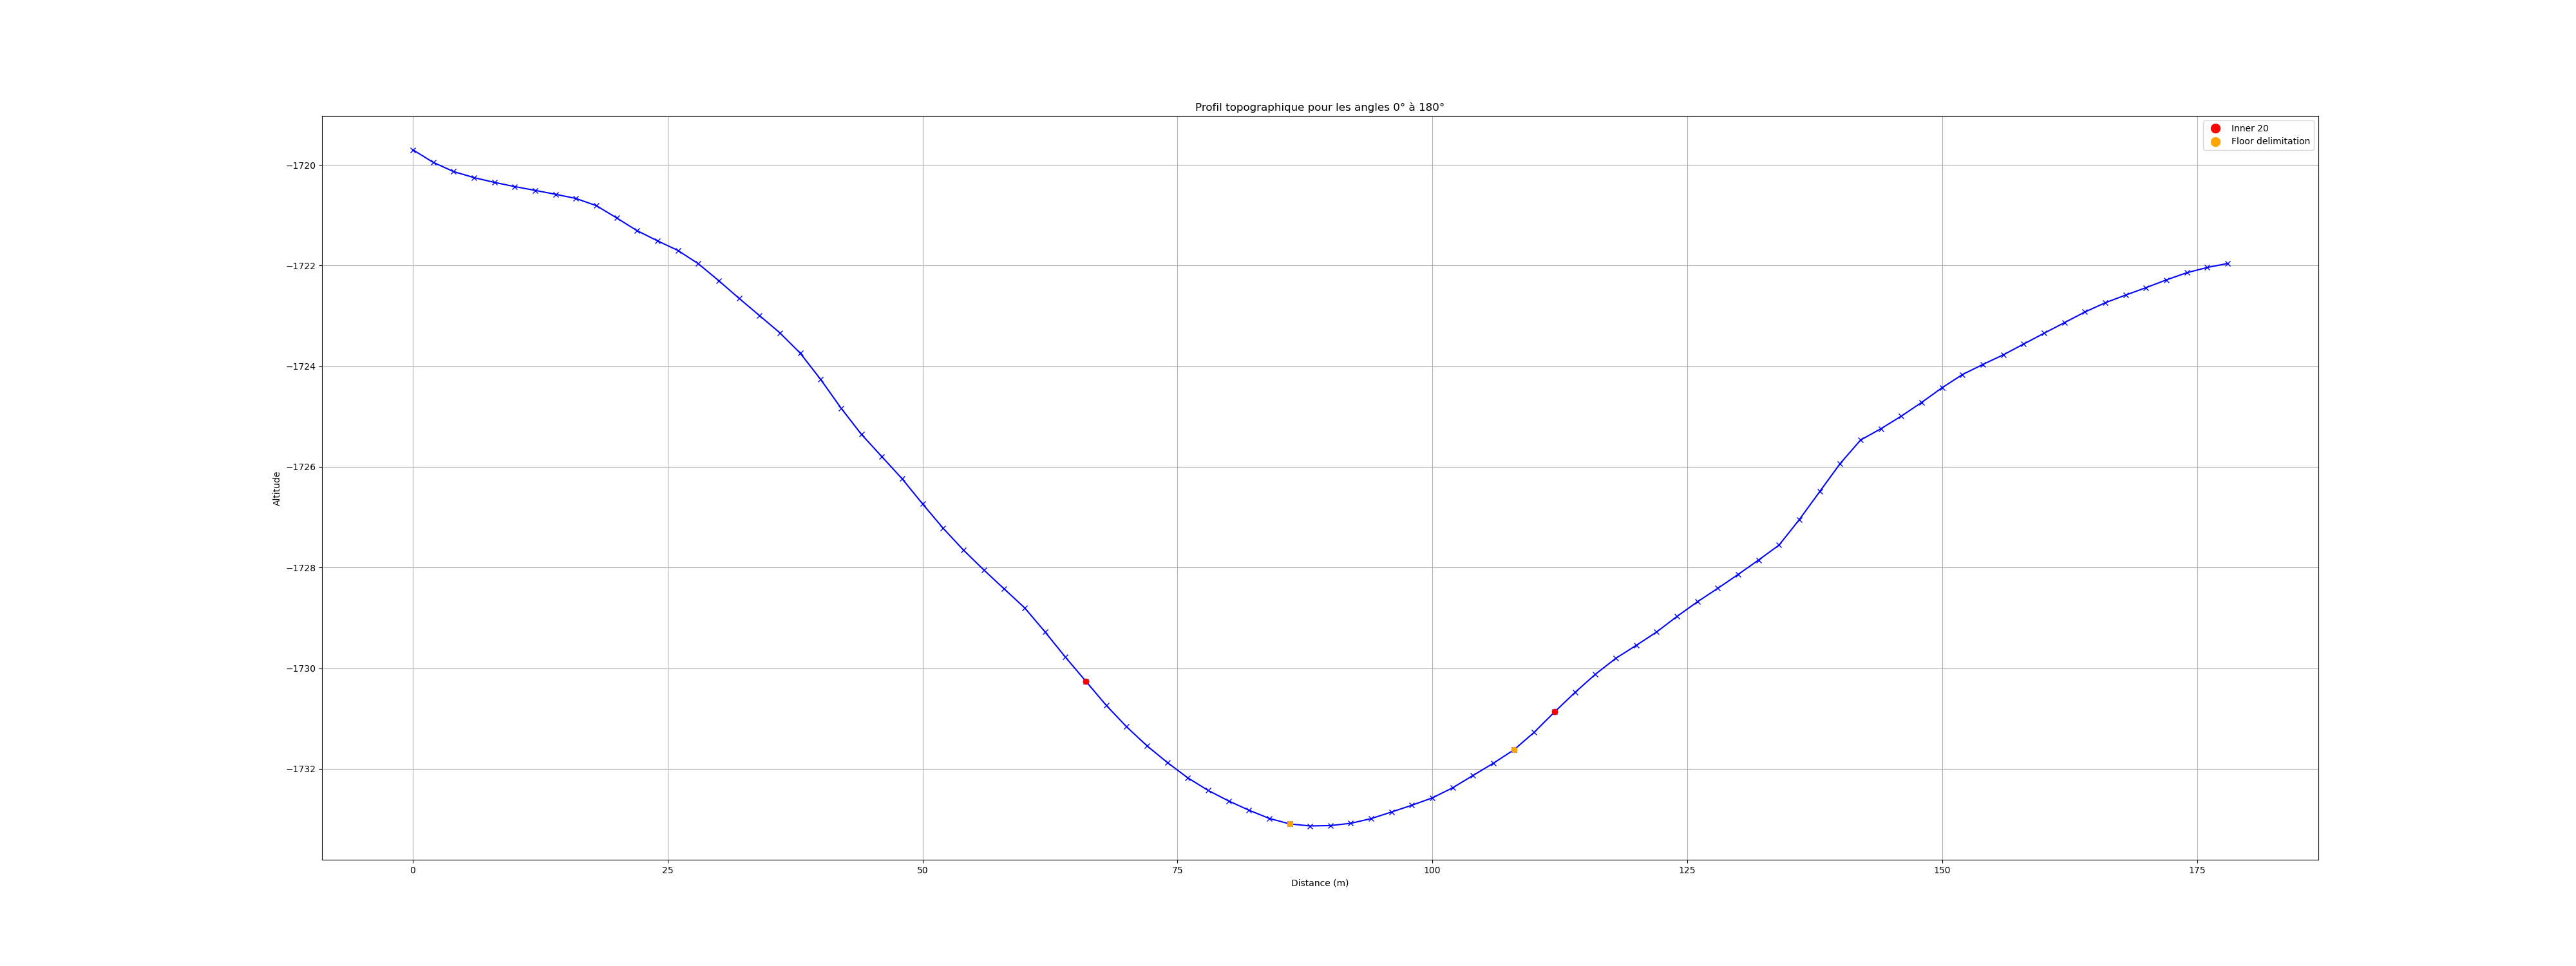 Profil topographique pour les angles 0° à 180°
Inner 20
Floor delimitation
Altitude
−1720
−1722
−1724
−1726
−1728
−1730
−1732
0 25 50 75 100 125 150 175
Distance (m)